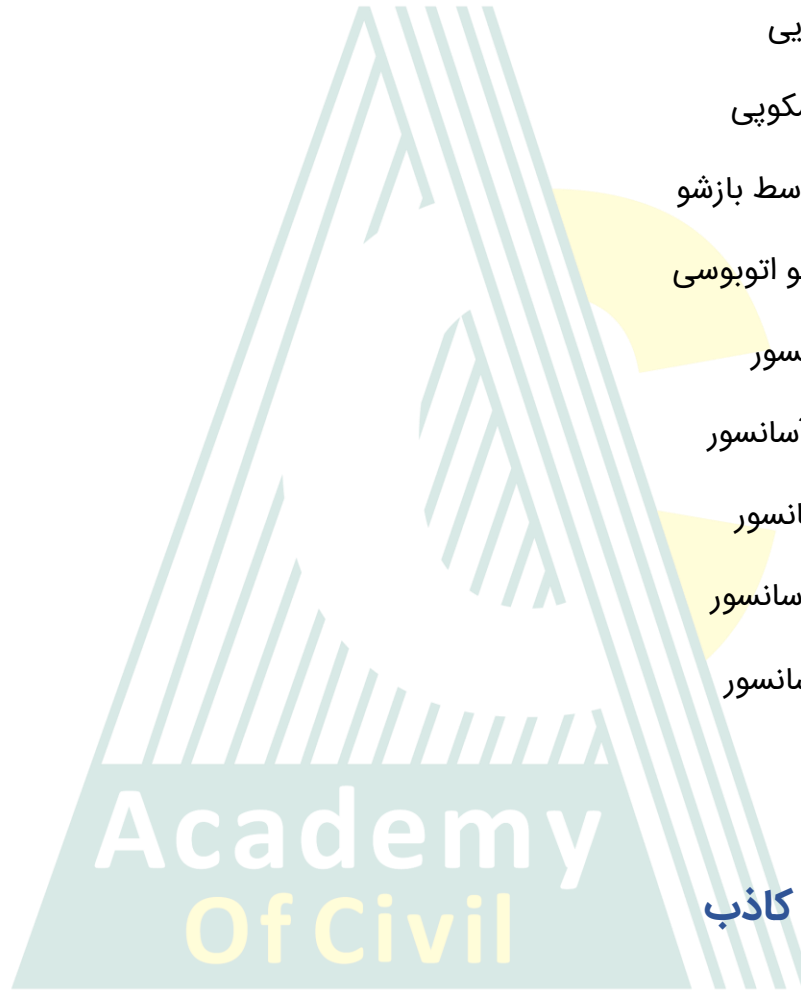 یی
کوپی
سط بازشو
و اتوبوسی
سور
آسانسور
انسور
سانسور
سانسور
Academy
Of Civil
کاذب